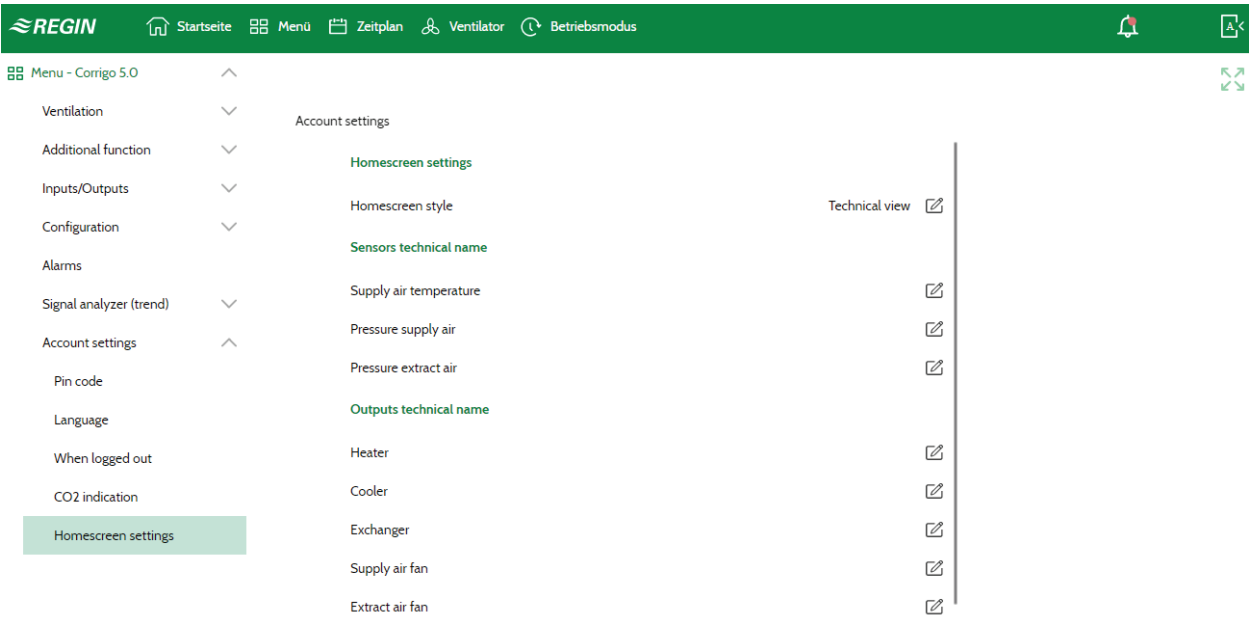 REGIN Startseite Menü Zeitplan Ventilator Betriebsmodus A
Menu - Corrigo 5.0
Ventilation
Additional function
Inputs/Outputs
Configuration
Alarms
Signal analyzer (trend)
Account settings
Pin code
Language
When logged out
CO2 indication
Homescreen settings
Account settings
Homescreen settings
Homescreen style Technical view
Sensors technical name
Supply air temperature
Pressure supply air
Pressure extract air
Outputs technical name
Heater
Cooler
Exchanger
Supply air fan
Extract air fan